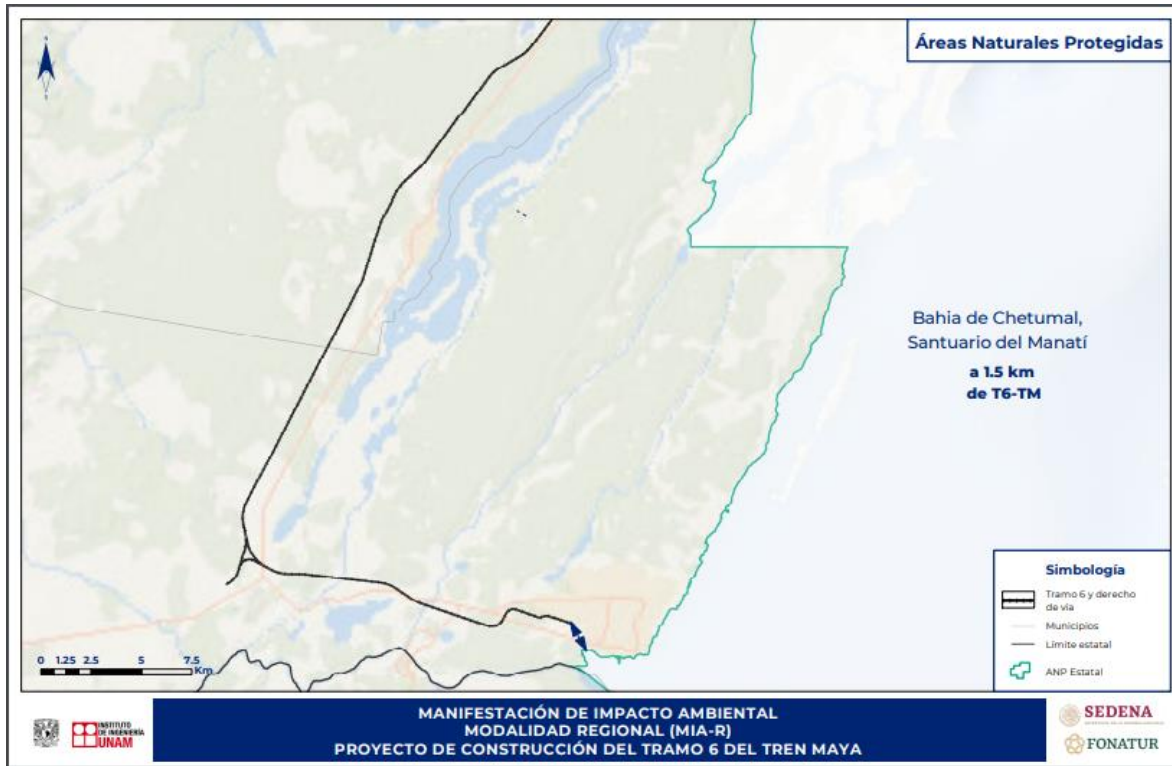 Áreas Naturales Protegidas
Bahia de Chetumal,
Santuario del Manatí
a 1.5 km
de T6-TM
Simbología
Tramo 6 y derecho
de vía
Municipios
Límite estatal
ANP Estatal
0 1.25 2.5 5 7.5
Km
INSTITUTO
DE INGENIERÍA
UNAM
MANIFESTACIÓN DE IMPACTO AMBIENTAL
MODALIDAD REGIONAL (MIA-R)
PROYECTO DE CONSTRUCCIÓN DEL TRAMO 6 DEL TREN MAYA
SEDENA
FONATUR